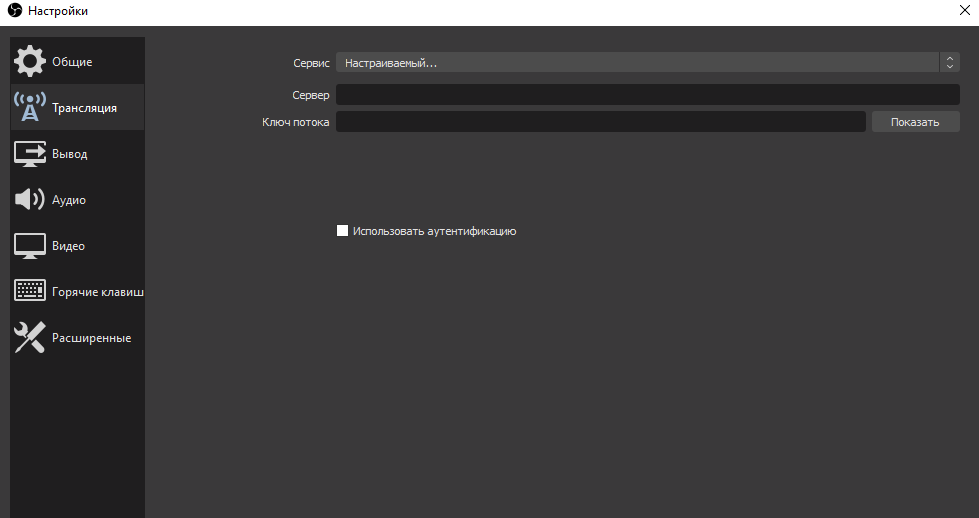 Настройки
Общие
Трансляция
Вывод
Аудио
Видео
Горячие клавиш
Расширенные
Сервис Настраиваемый...
Сервер
Ключ потока Показать
Использовать аутентификацию